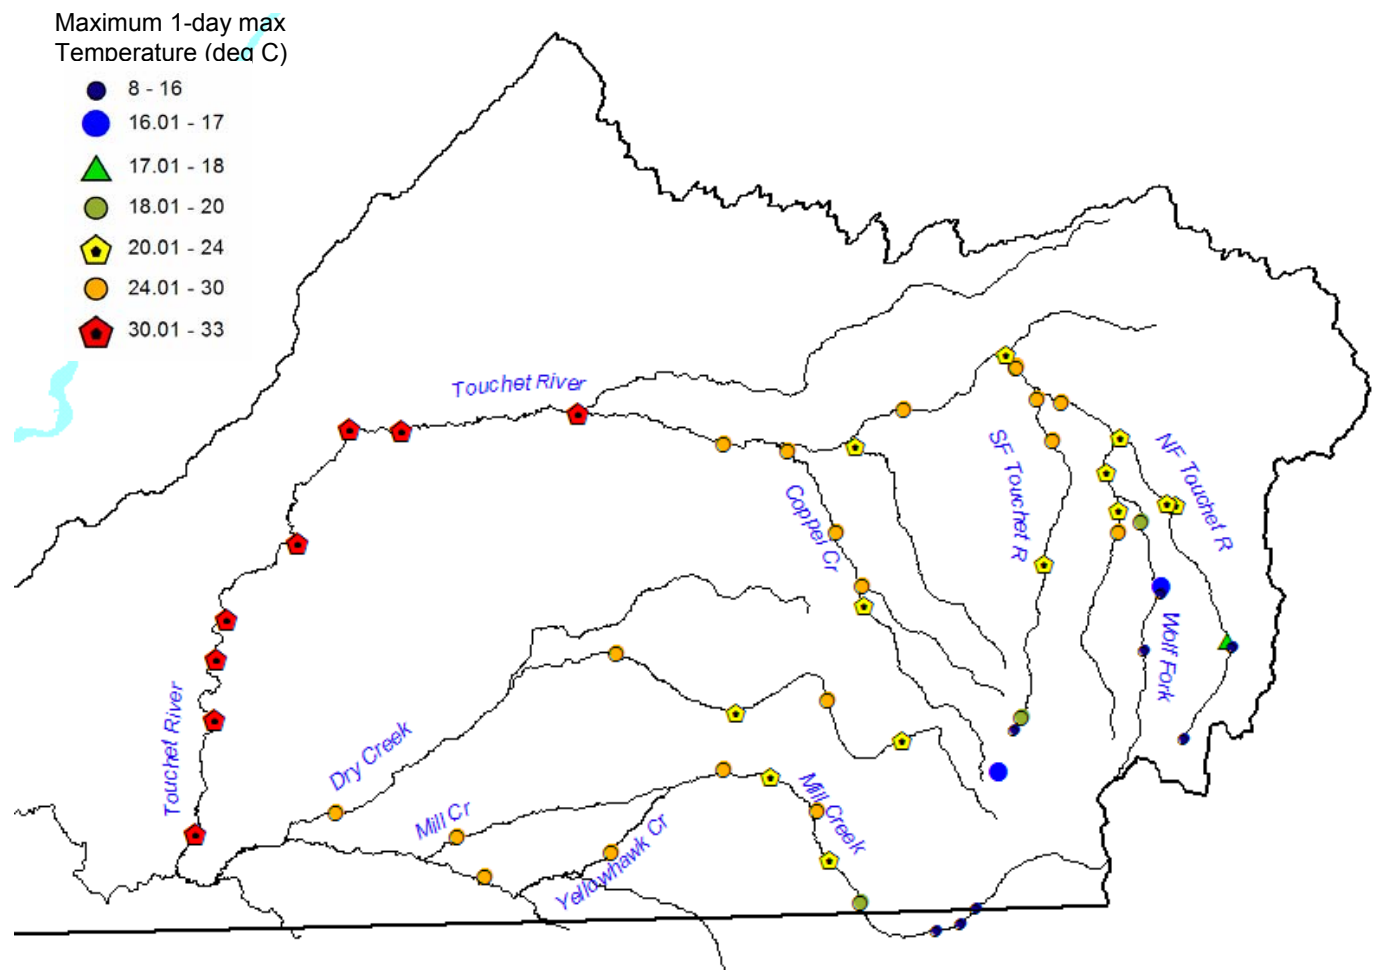 Maximum 1-day max
Temperature (deg C)
8 - 16
16.01 - 17
17.01 - 18
18.01 - 20
20.01 - 24
24.01 - 30
30.01 - 33
Touchet River
SF Touchet R
NF Touchet R
Coppei Cr
Wolf Fork
Touchet River
Dry Creek
Mill Cr
Mill Creek
Yellowhawk Cr